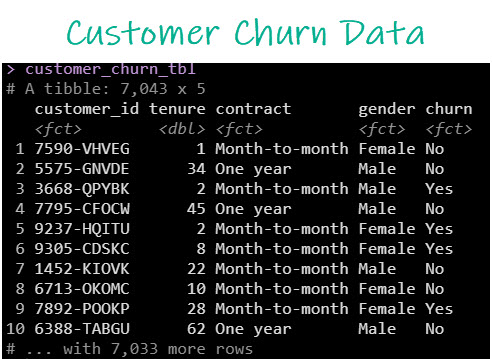 Customer Churn Data
> customer_churn_tbl
# A tibble: 7,043 x 5
customer_id tenure contract gender churn
<fct> <dbl> <fct> <fct> <fct>
1 7590-VHVEG 1 Month-to-month Female No
2 5575-GNVDE 34 One year Male No
3 3668-QPYBK 2 Month-to-month Male Yes
4 7795-CFOCW 45 One year Male No
5 9237-HQITU 2 Month-to-month Female Yes
6 9305-CDSKC 8 Month-to-month Female Yes
7 1452-KIOVK 22 Month-to-month Male No
8 6713-OKOMC 10 Month-to-month Female No
9 7892-POOKP 28 Month-to-month Female Yes
10 6388-TABGU 62 One year Male No
# ... with 7,033 more rows